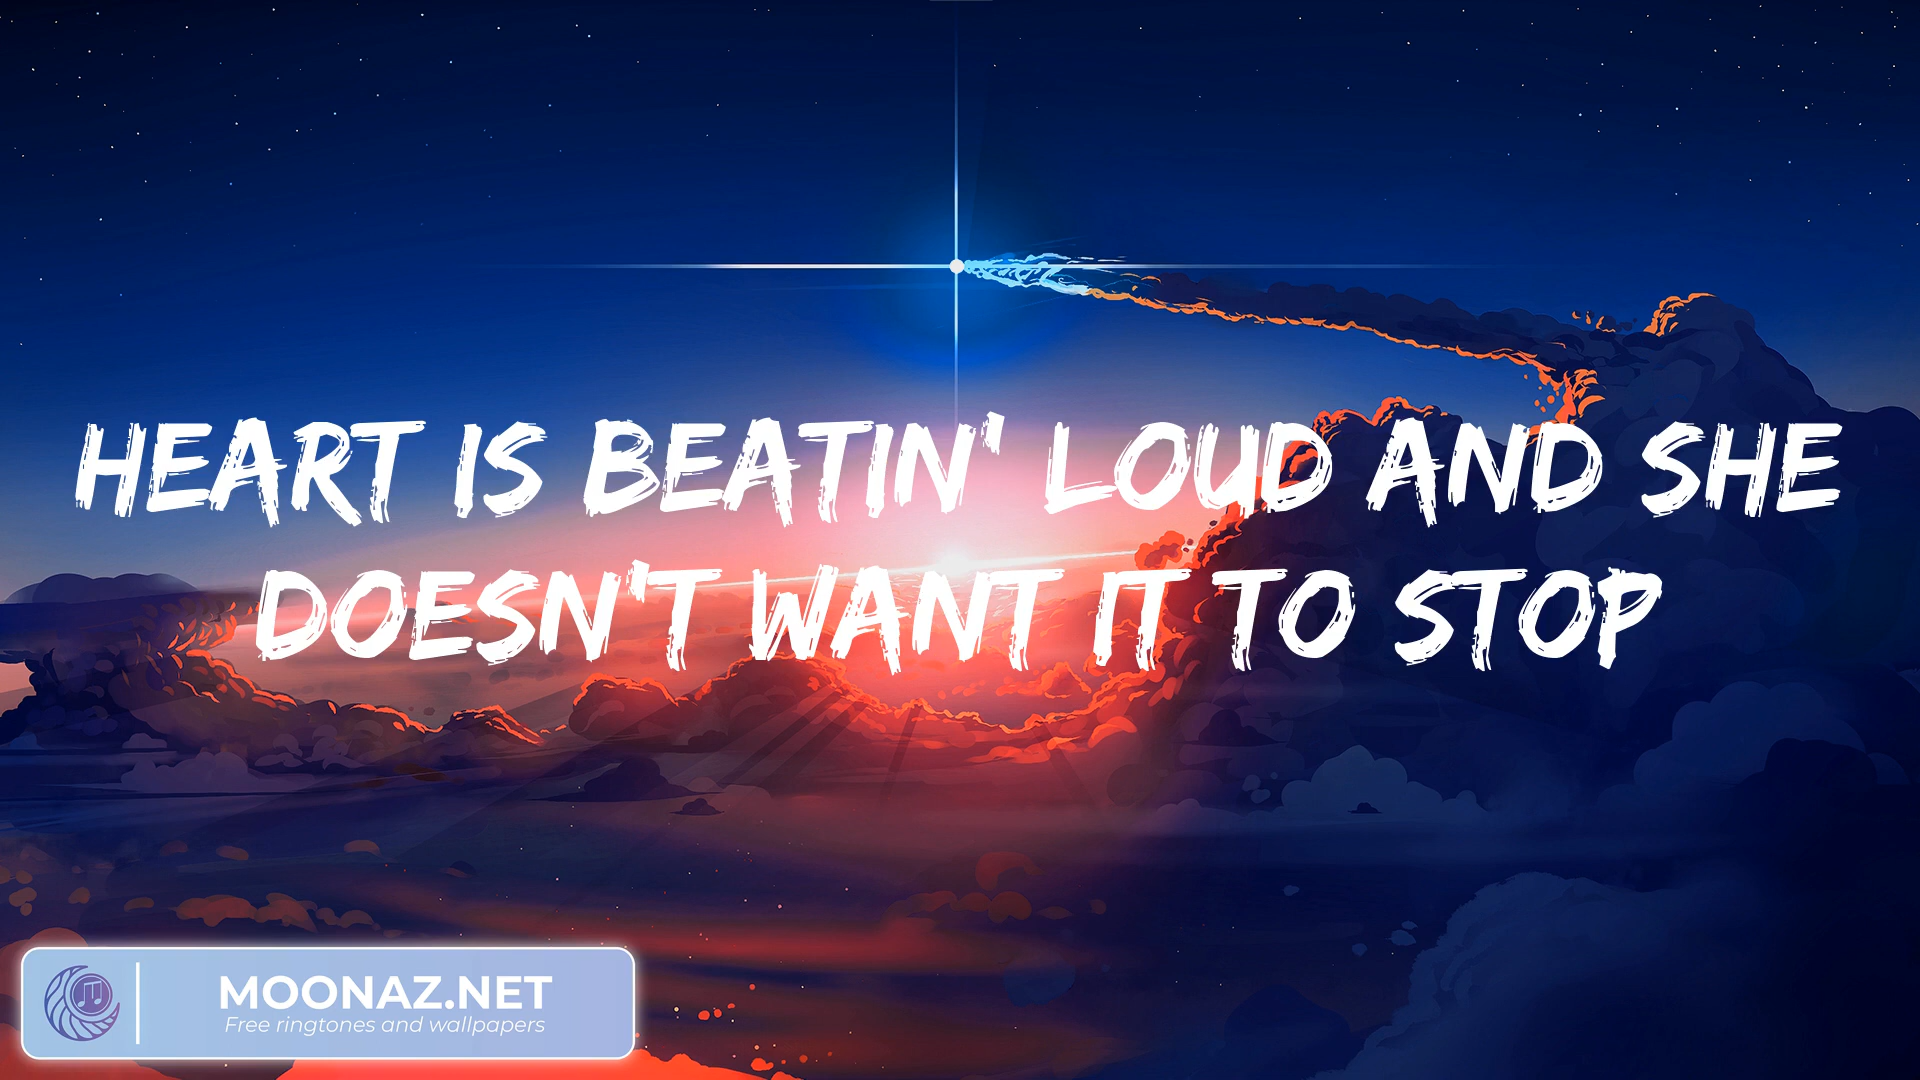 HEART IS BEATIN' LOUD AND SHE
DOESN'T WANT IT TO STOP
MOONAZ.NET
Free ringtones and wallpapers